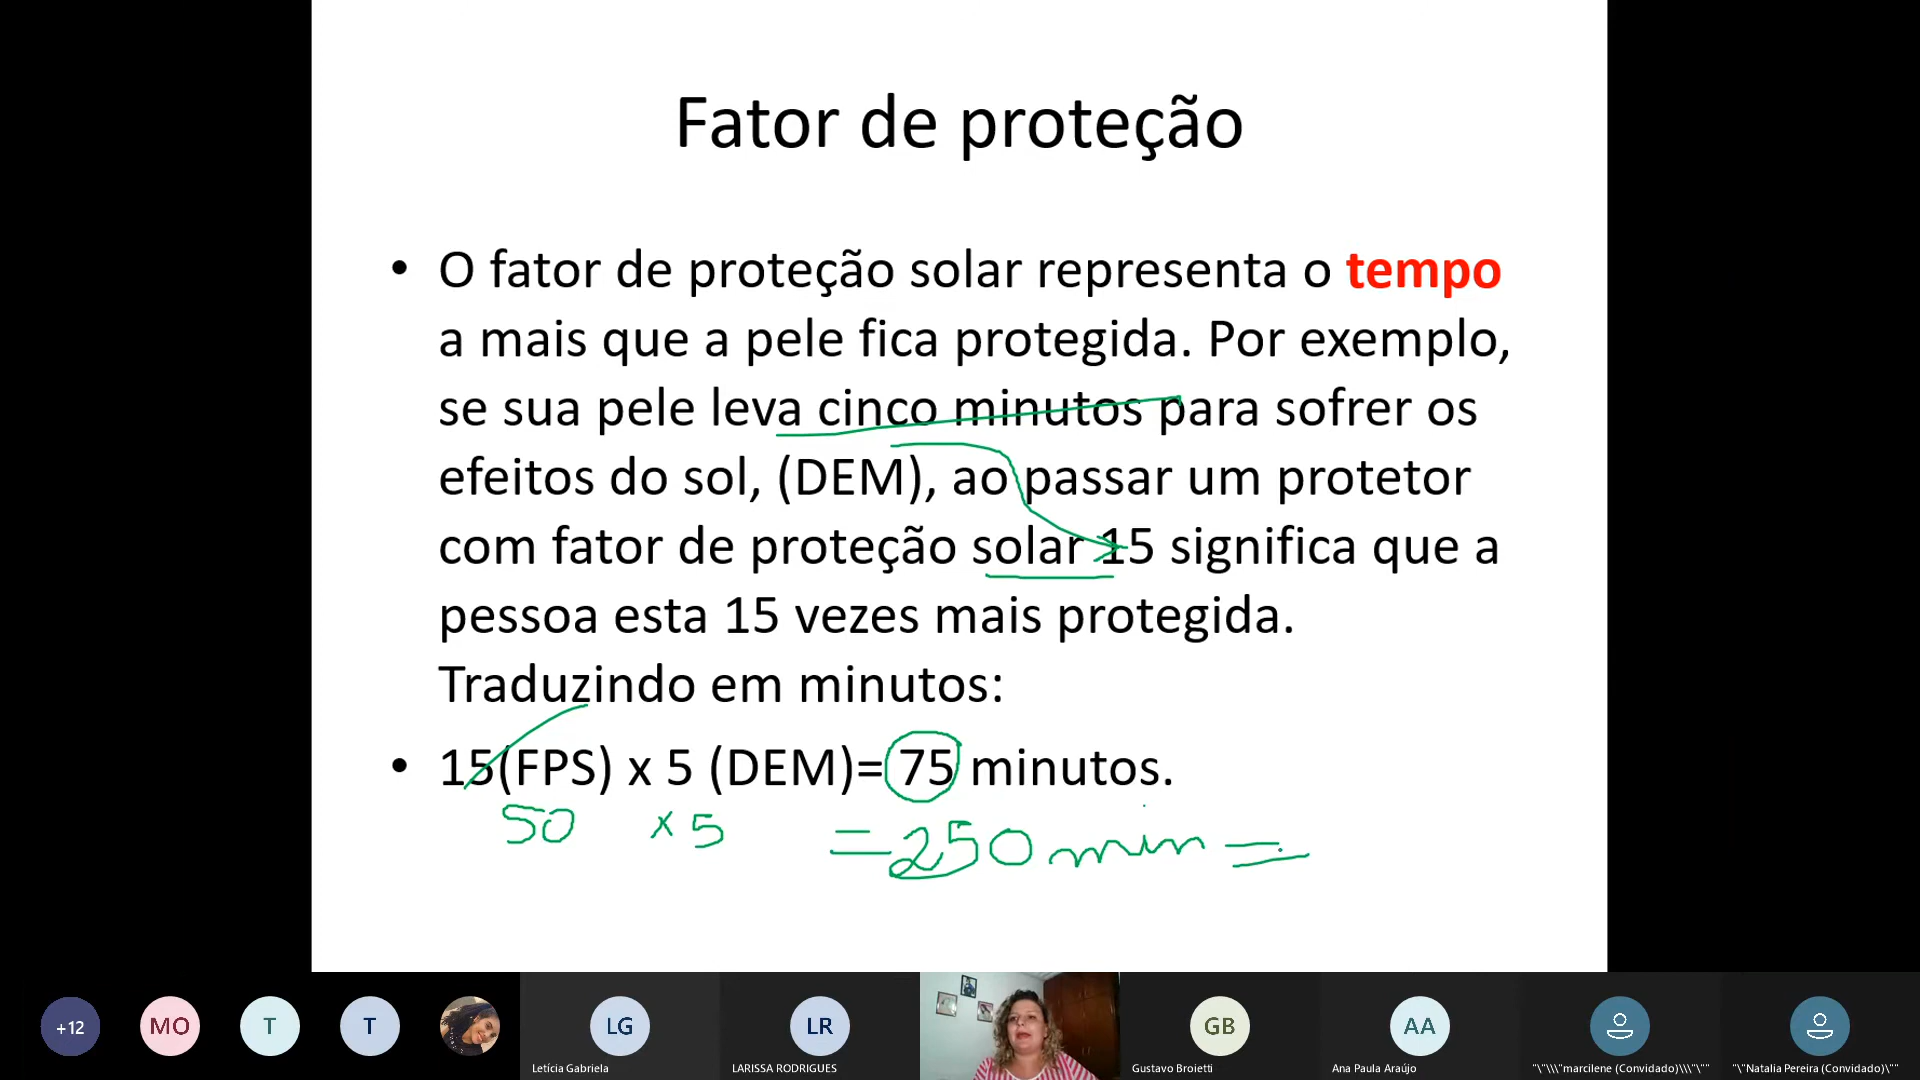 Fator de proteção
• O fator de proteção solar representa o tempo
a mais que a pele fica protegida. Por exemplo,
se sua pele leva cinco minutos para sofrer os
efeitos do sol, (DEM), ao passar um protetor
com fator de proteção solar 15 significa que a
pessoa esta 15 vezes mais protegida.
Traduzindo em minutos:
• 15(FPS) x 5 (DEM)= 75 minutos.
50 x 5 = 250 min =
+12
MO
T
T
LG
Letícia Gabriela
LR
LARISSA RODRIGUES
GB
Gustavo Broietti
AA
Ana Paula Araújo
"\"\\\"marcilene (Convidado)\\\"\""
"\"Natalia Pereira (Convidado)\""